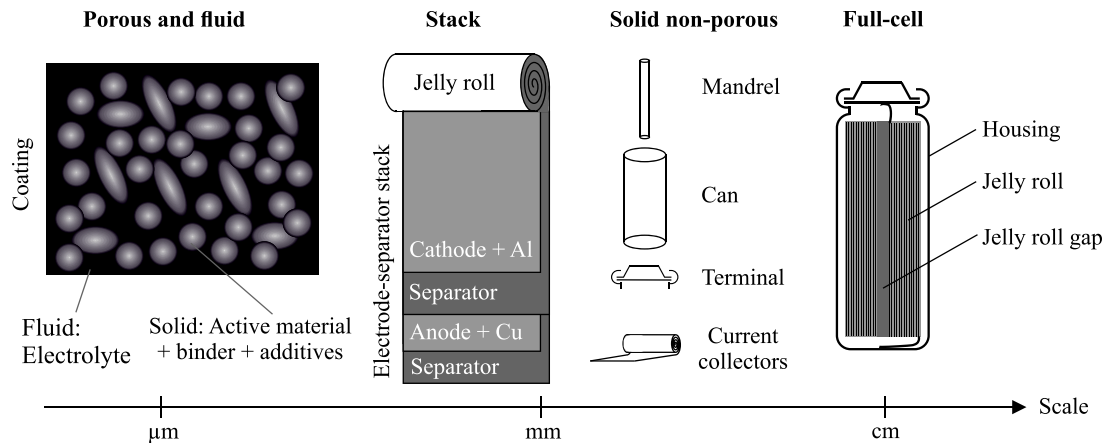 Porous and fluid
Coating
Fluid:
Electrolyte
Solid: Active material
+ binder + additives
Stack
Jelly roll
Electrode-separator stack
Cathode + Al
Separator
Anode + Cu
Separator
Solid non-porous
Mandrel
Can
Terminal
Current
collectors
Full-cell
Housing
Jelly roll
Jelly roll gap
µm
mm
cm
Scale